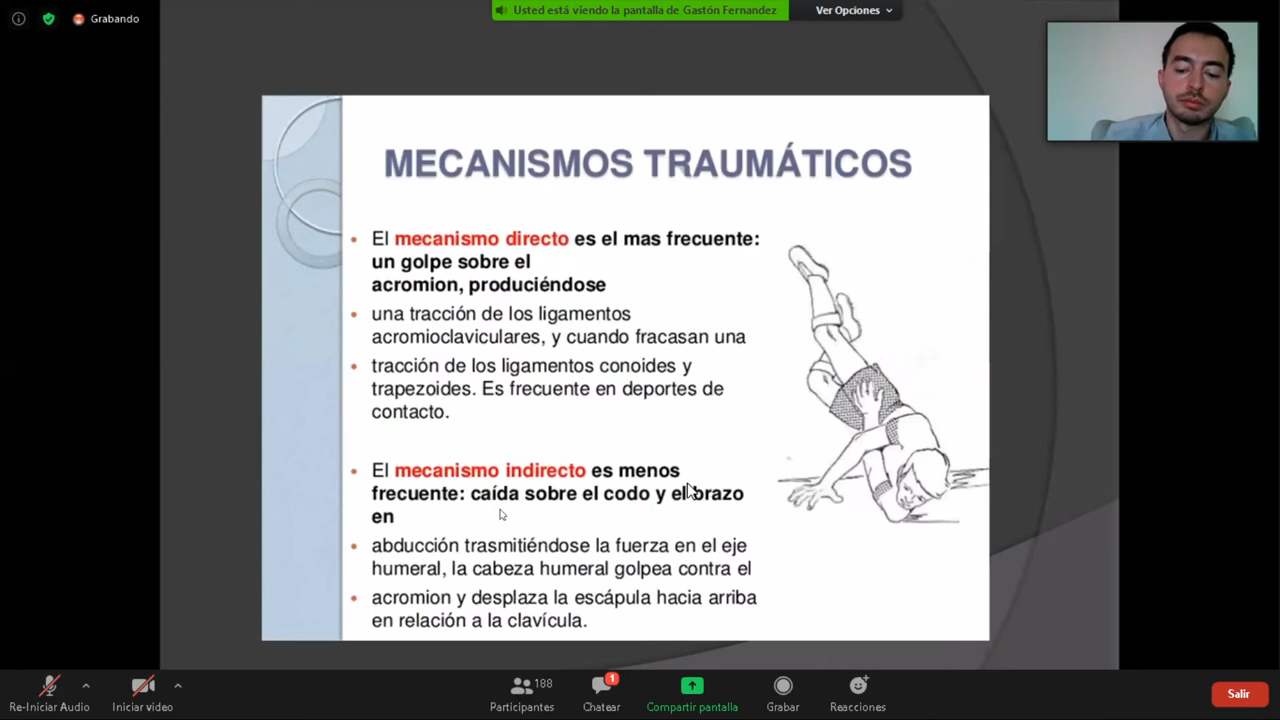 Grabando
Usted está viendo la pantalla de Gastón Fernandez
Ver Opciones
MECANISMOS TRAUMÁTICOS
El mecanismo directo es el mas frecuente:
un golpe sobre el
acromion, produciéndose
una tracción de los ligamentos
acromioclaviculares, y cuando fracasan una
tracción de los ligamentos conoides y
trapezoides. Es frecuente en deportes de
contacto.
El mecanismo indirecto es menos
frecuente: caída sobre el codo y el brazo
en
abducción trasmitiéndose la fuerza en el eje
humeral, la cabeza humeral golpea contra el
acromion y desplaza la escápula hacia arriba
en relación a la clavícula.
Re-Iniciar Audio
Iniciar video
188
Participantes
1
Chatear
Compartir pantalla
Grabar
Reacciones
Salir